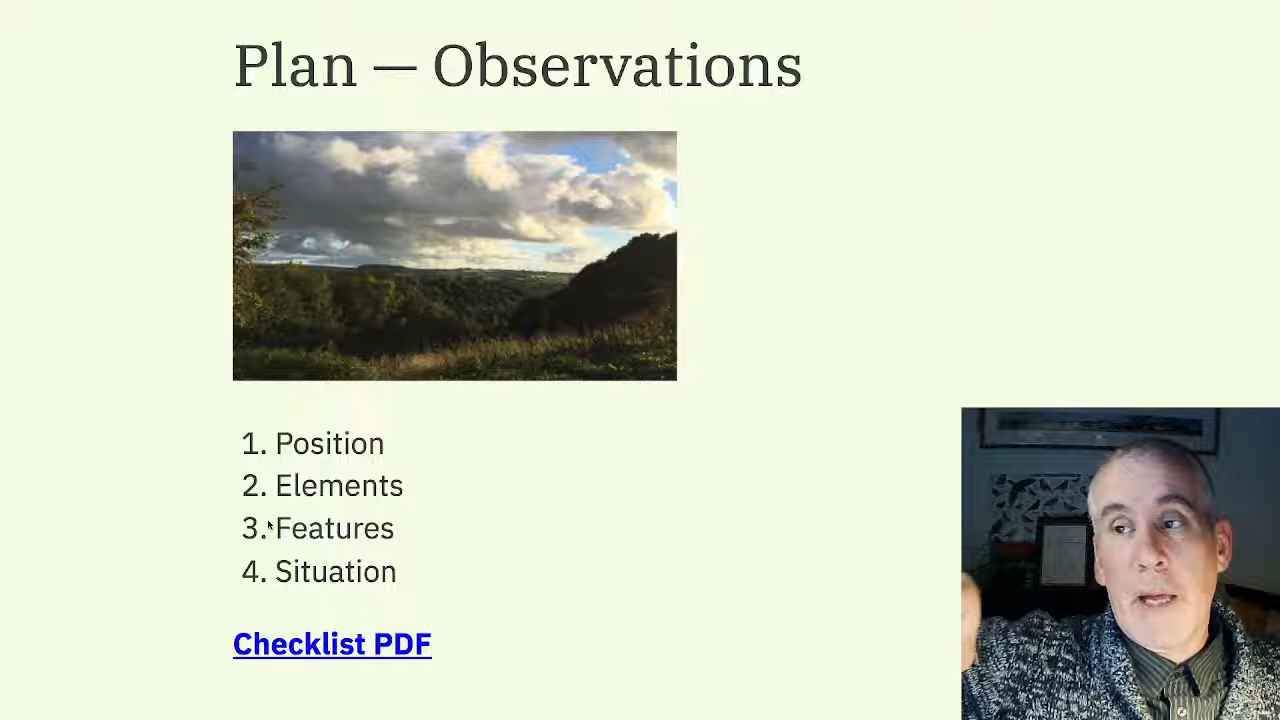 Plan — Observations
1. Position
2. Elements
3. Features
4. Situation
Checklist PDF